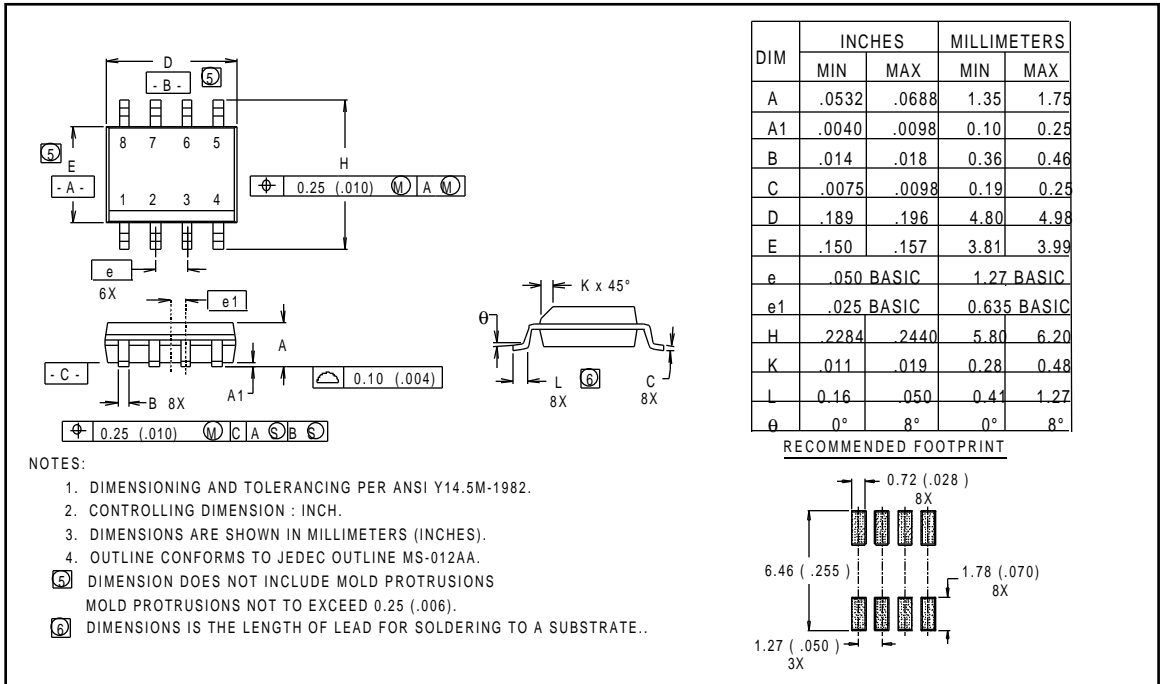 D
- B -
5
8 7 6 5
5
E
- A -
H
⌖ 0.25 (.010) Ⓜ A Ⓜ
1 2 3 4
e
6X
e1
A
- C -
B 8X
A1
⌓ 0.10 (.004)
⌖ 0.25 (.010) Ⓜ C A Ⓢ B Ⓢ
K x 45°
θ
L
8X
6
C
8X
DIM INCHES MILLIMETERS
MIN MAX MIN MAX
A .0532 .0688 1.35 1.75
A1 .0040 .0098 0.10 0.25
B .014 .018 0.36 0.46
C .0075 .0098 0.19 0.25
D .189 .196 4.80 4.98
E .150 .157 3.81 3.99
e .050 BASIC 1.27 BASIC
e1 .025 BASIC 0.635 BASIC
H .2284 .2440 5.80 6.20
K .011 .019 0.28 0.48
L 0.16 .050 0.41 1.27
θ 0° 8° 0° 8°
RECOMMENDED FOOTPRINT
0.72 (.028 )
8X
6.46 ( .255 )
1.78 (.070)
8X
1.27 ( .050 )
3X
NOTES:
1. DIMENSIONING AND TOLERANCING PER ANSI Y14.5M-1982.
2. CONTROLLING DIMENSION : INCH.
3. DIMENSIONS ARE SHOWN IN MILLIMETERS (INCHES).
4. OUTLINE CONFORMS TO JEDEC OUTLINE MS-012AA.
5 DIMENSION DOES NOT INCLUDE MOLD PROTRUSIONS
MOLD PROTRUSIONS NOT TO EXCEED 0.25 (.006).
6 DIMENSIONS IS THE LENGTH OF LEAD FOR SOLDERING TO A SUBSTRATE..